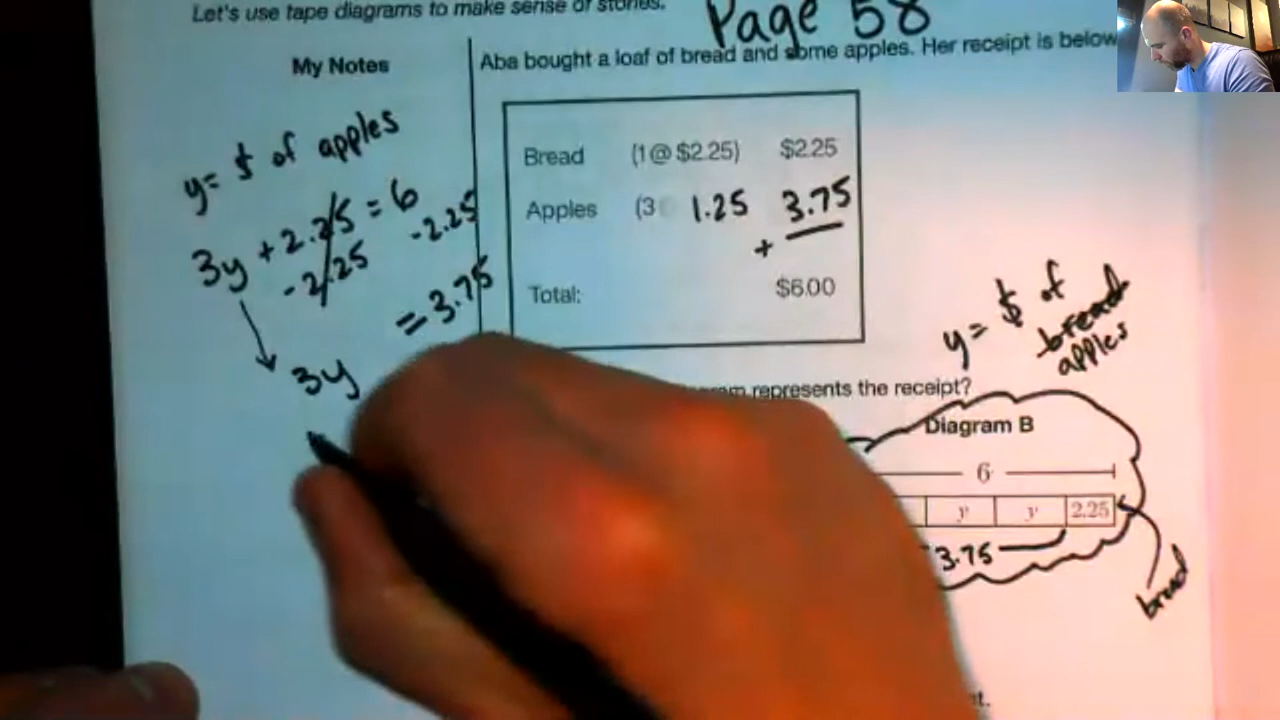 Let's use tape diagrams to make sense of stories.
Page 58
My Notes
Aba bought a loaf of bread and some apples. Her receipt is below
y = $ of apples
3y + 2.25 = 6
- 2.25 - 2.25
= 3.75
3y
Bread (1 @ $2.25) $2.25
Apples (3 1.25 3.75
+
Total: $6.00
y = $ of
bread
apples
represents the receipt?
Diagram B
6
y y 2.25
3.75
bread